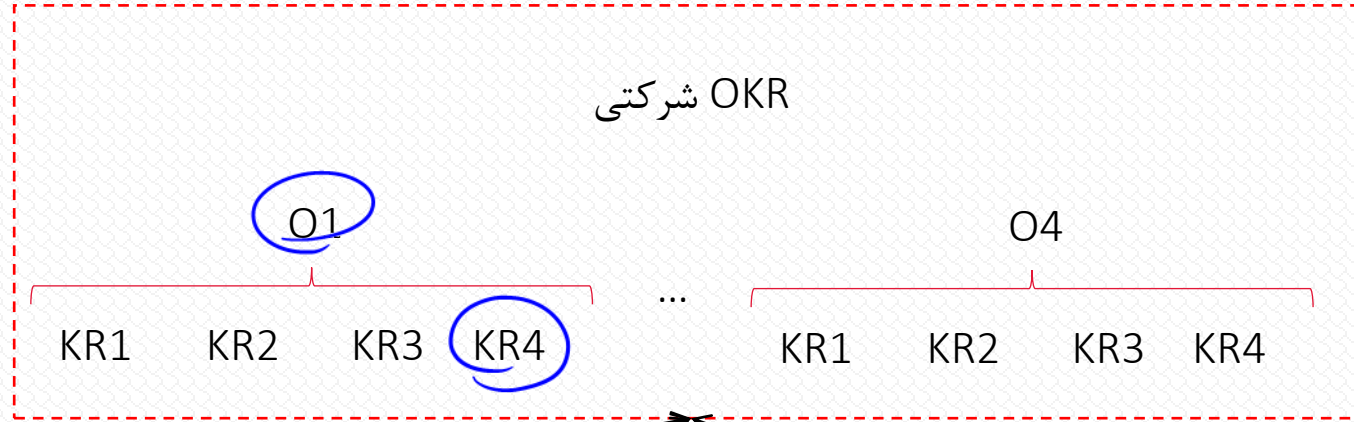 OKR شرکتی
O1 O4
...
KR1 KR2 KR3 KR4 KR1 KR2 KR3 KR4